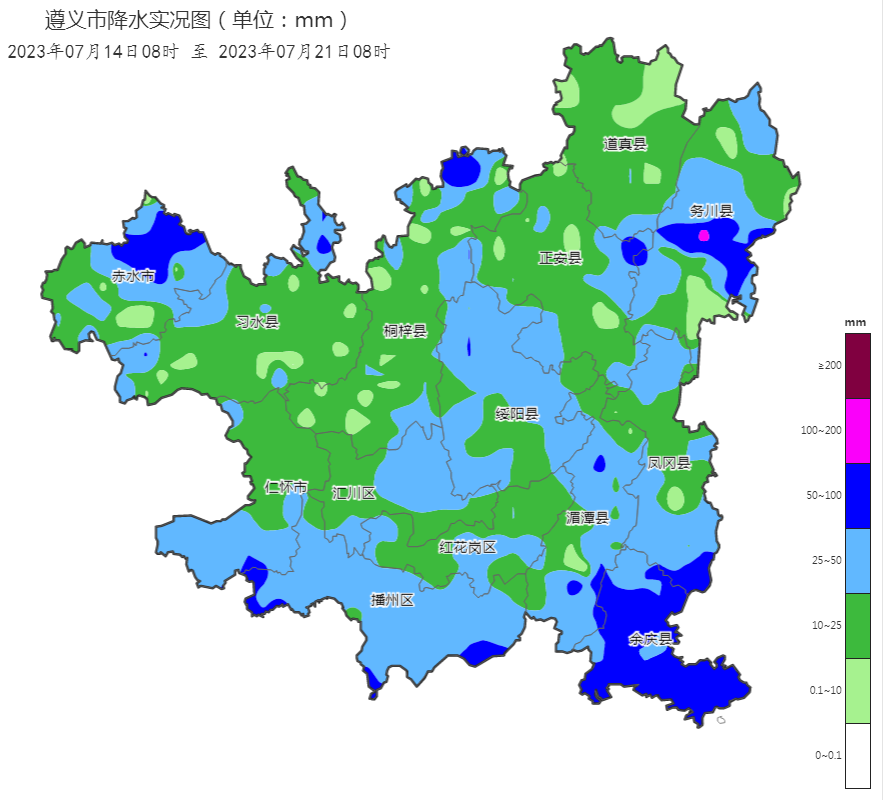 遵义市降水实况图（单位：mm）
2023年07月14日08时 至 2023年07月21日08时
道真县
务川县
正安县
赤水市
习水县
桐梓县
绥阳县
凤冈县
仁怀市
汇川区
湄潭县
红花岗区
播州区
余庆县
mm
≥200
100~200
50~100
25~50
10~25
0.1~10
0~0.1